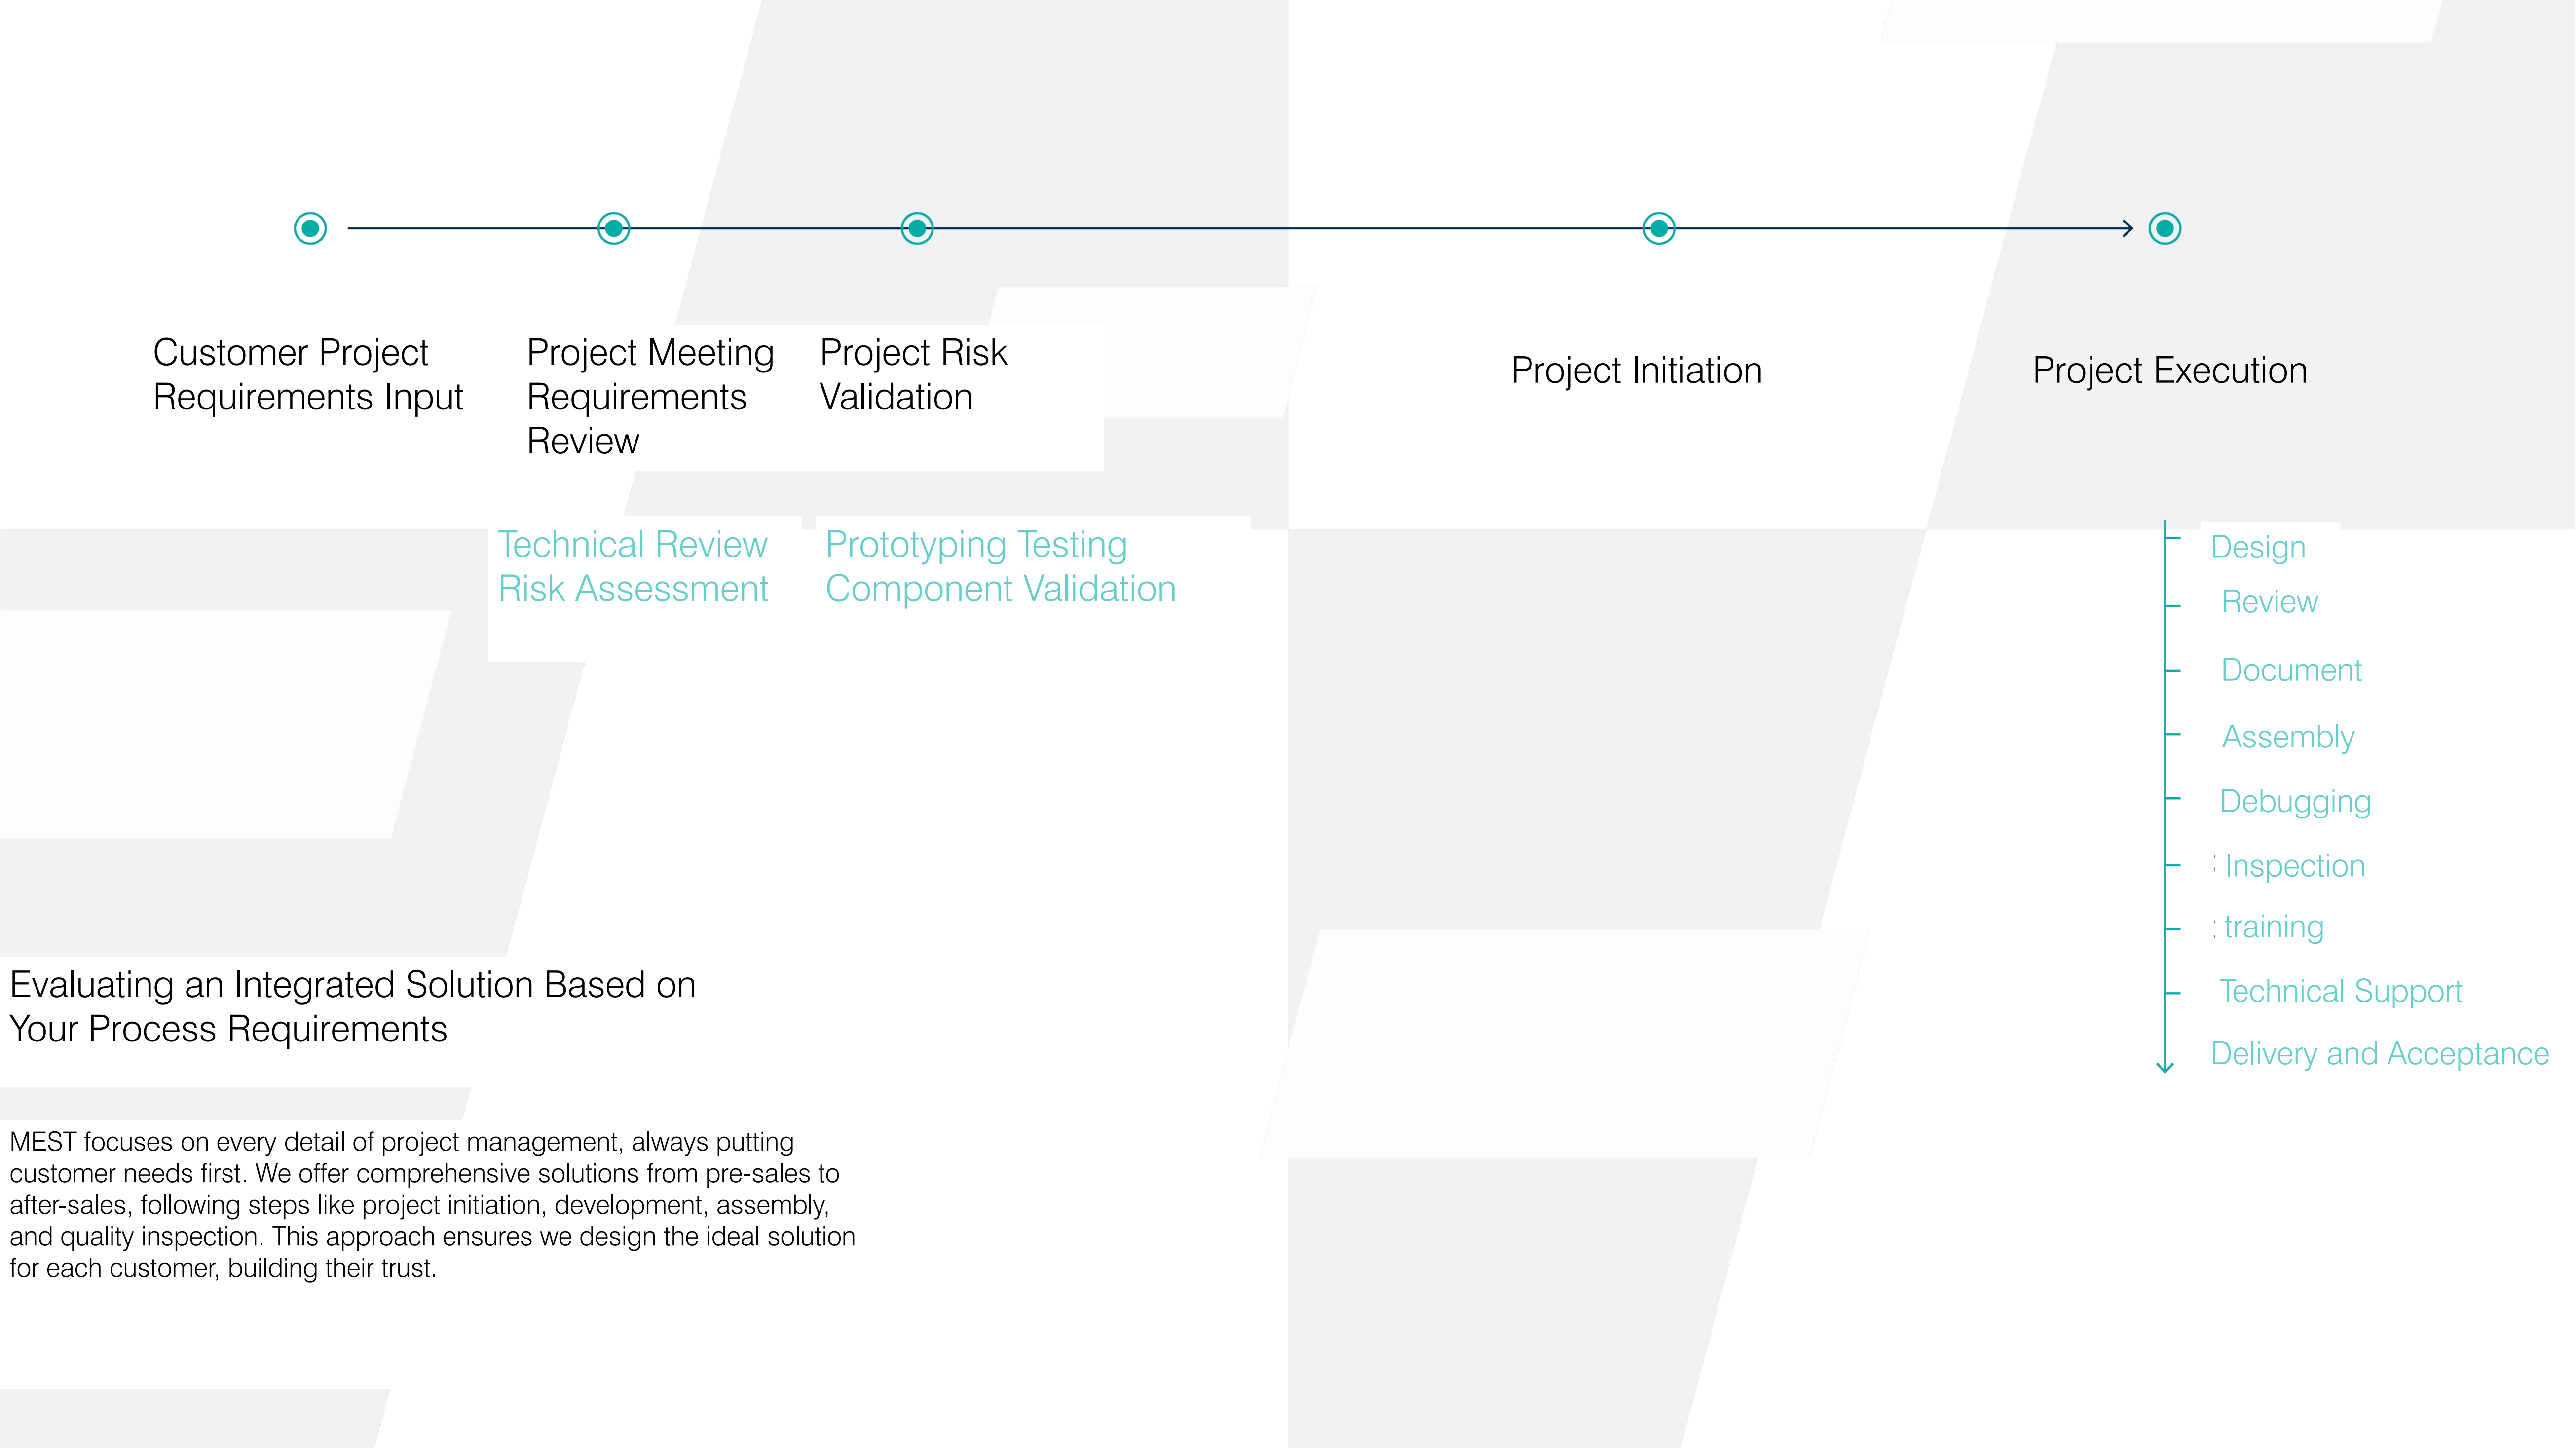 Customer Project
Requirements Input
Project Meeting
Requirements
Review
Project Risk
Validation
Project Initiation
Project Execution
Technical Review
Risk Assessment
Prototyping Testing
Component Validation
Design
Review
Document
Assembly
Debugging
Inspection
training
Technical Support
Delivery and Acceptance
Evaluating an Integrated Solution Based on
Your Process Requirements
MEST focuses on every detail of project management, always putting
customer needs first. We offer comprehensive solutions from pre-sales to
after-sales, following steps like project initiation, development, assembly,
and quality inspection. This approach ensures we design the ideal solution
for each customer, building their trust.